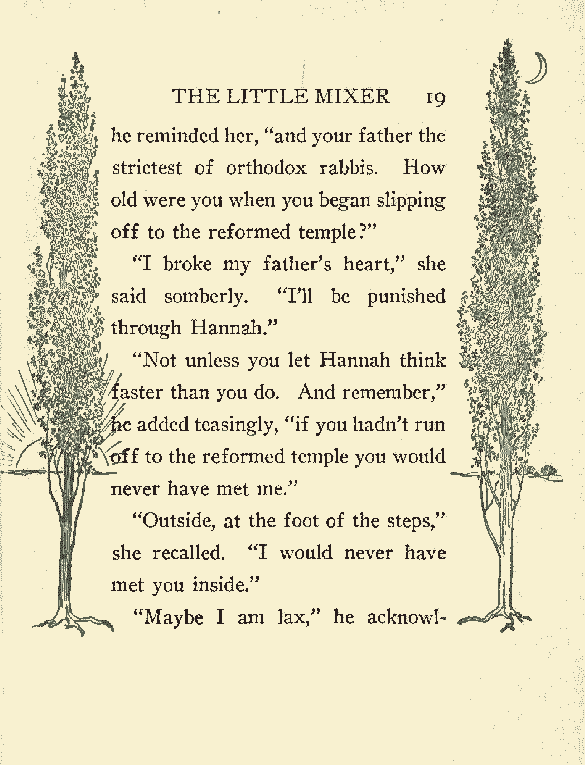 THE LITTLE MIXER 19
he reminded her, “and your father the
strictest of orthodox rabbis. How
old were you when you began slipping
off to the reformed temple?”
“I broke my father’s heart,” she
said somberly. “I’ll be punished
through Hannah.”
“Not unless you let Hannah think
faster than you do. And remember,”
he added teasingly, “if you hadn’t run
off to the reformed temple you would
never have met me.”
“Outside, at the foot of the steps,”
she recalled. “I would never have
met you inside.”
“Maybe I am lax,” he acknowl-